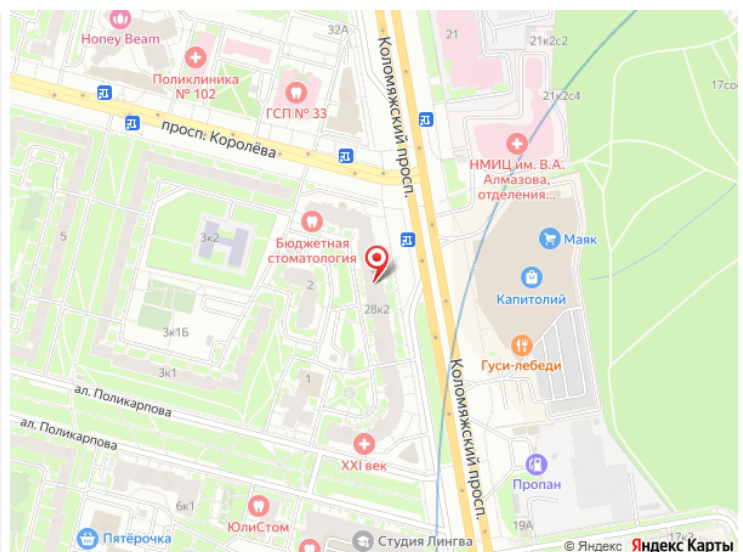 Honey Beam
32А
Поликлиника
№ 102
ГСП № 33
просп. Королёва
Коломяжский просп.
21
21к2с2
21к2с4
17сос
НМИЦ им. В.А.
Алмазова,
отделения...
Маяк
Капитолий
Гуси-лебеди
5
3к2
Бюджетная
стоматология
2
28к2
3к1Б
3к1
1
ал. Поликарпова
ал. Поликарпова
Коломяжский просп.
XXI век
Пропан
19А
6к1
ЮлиСтом
Пятёрочка
Студия Лингва
17к2
© Яндекс Яндекс Карты